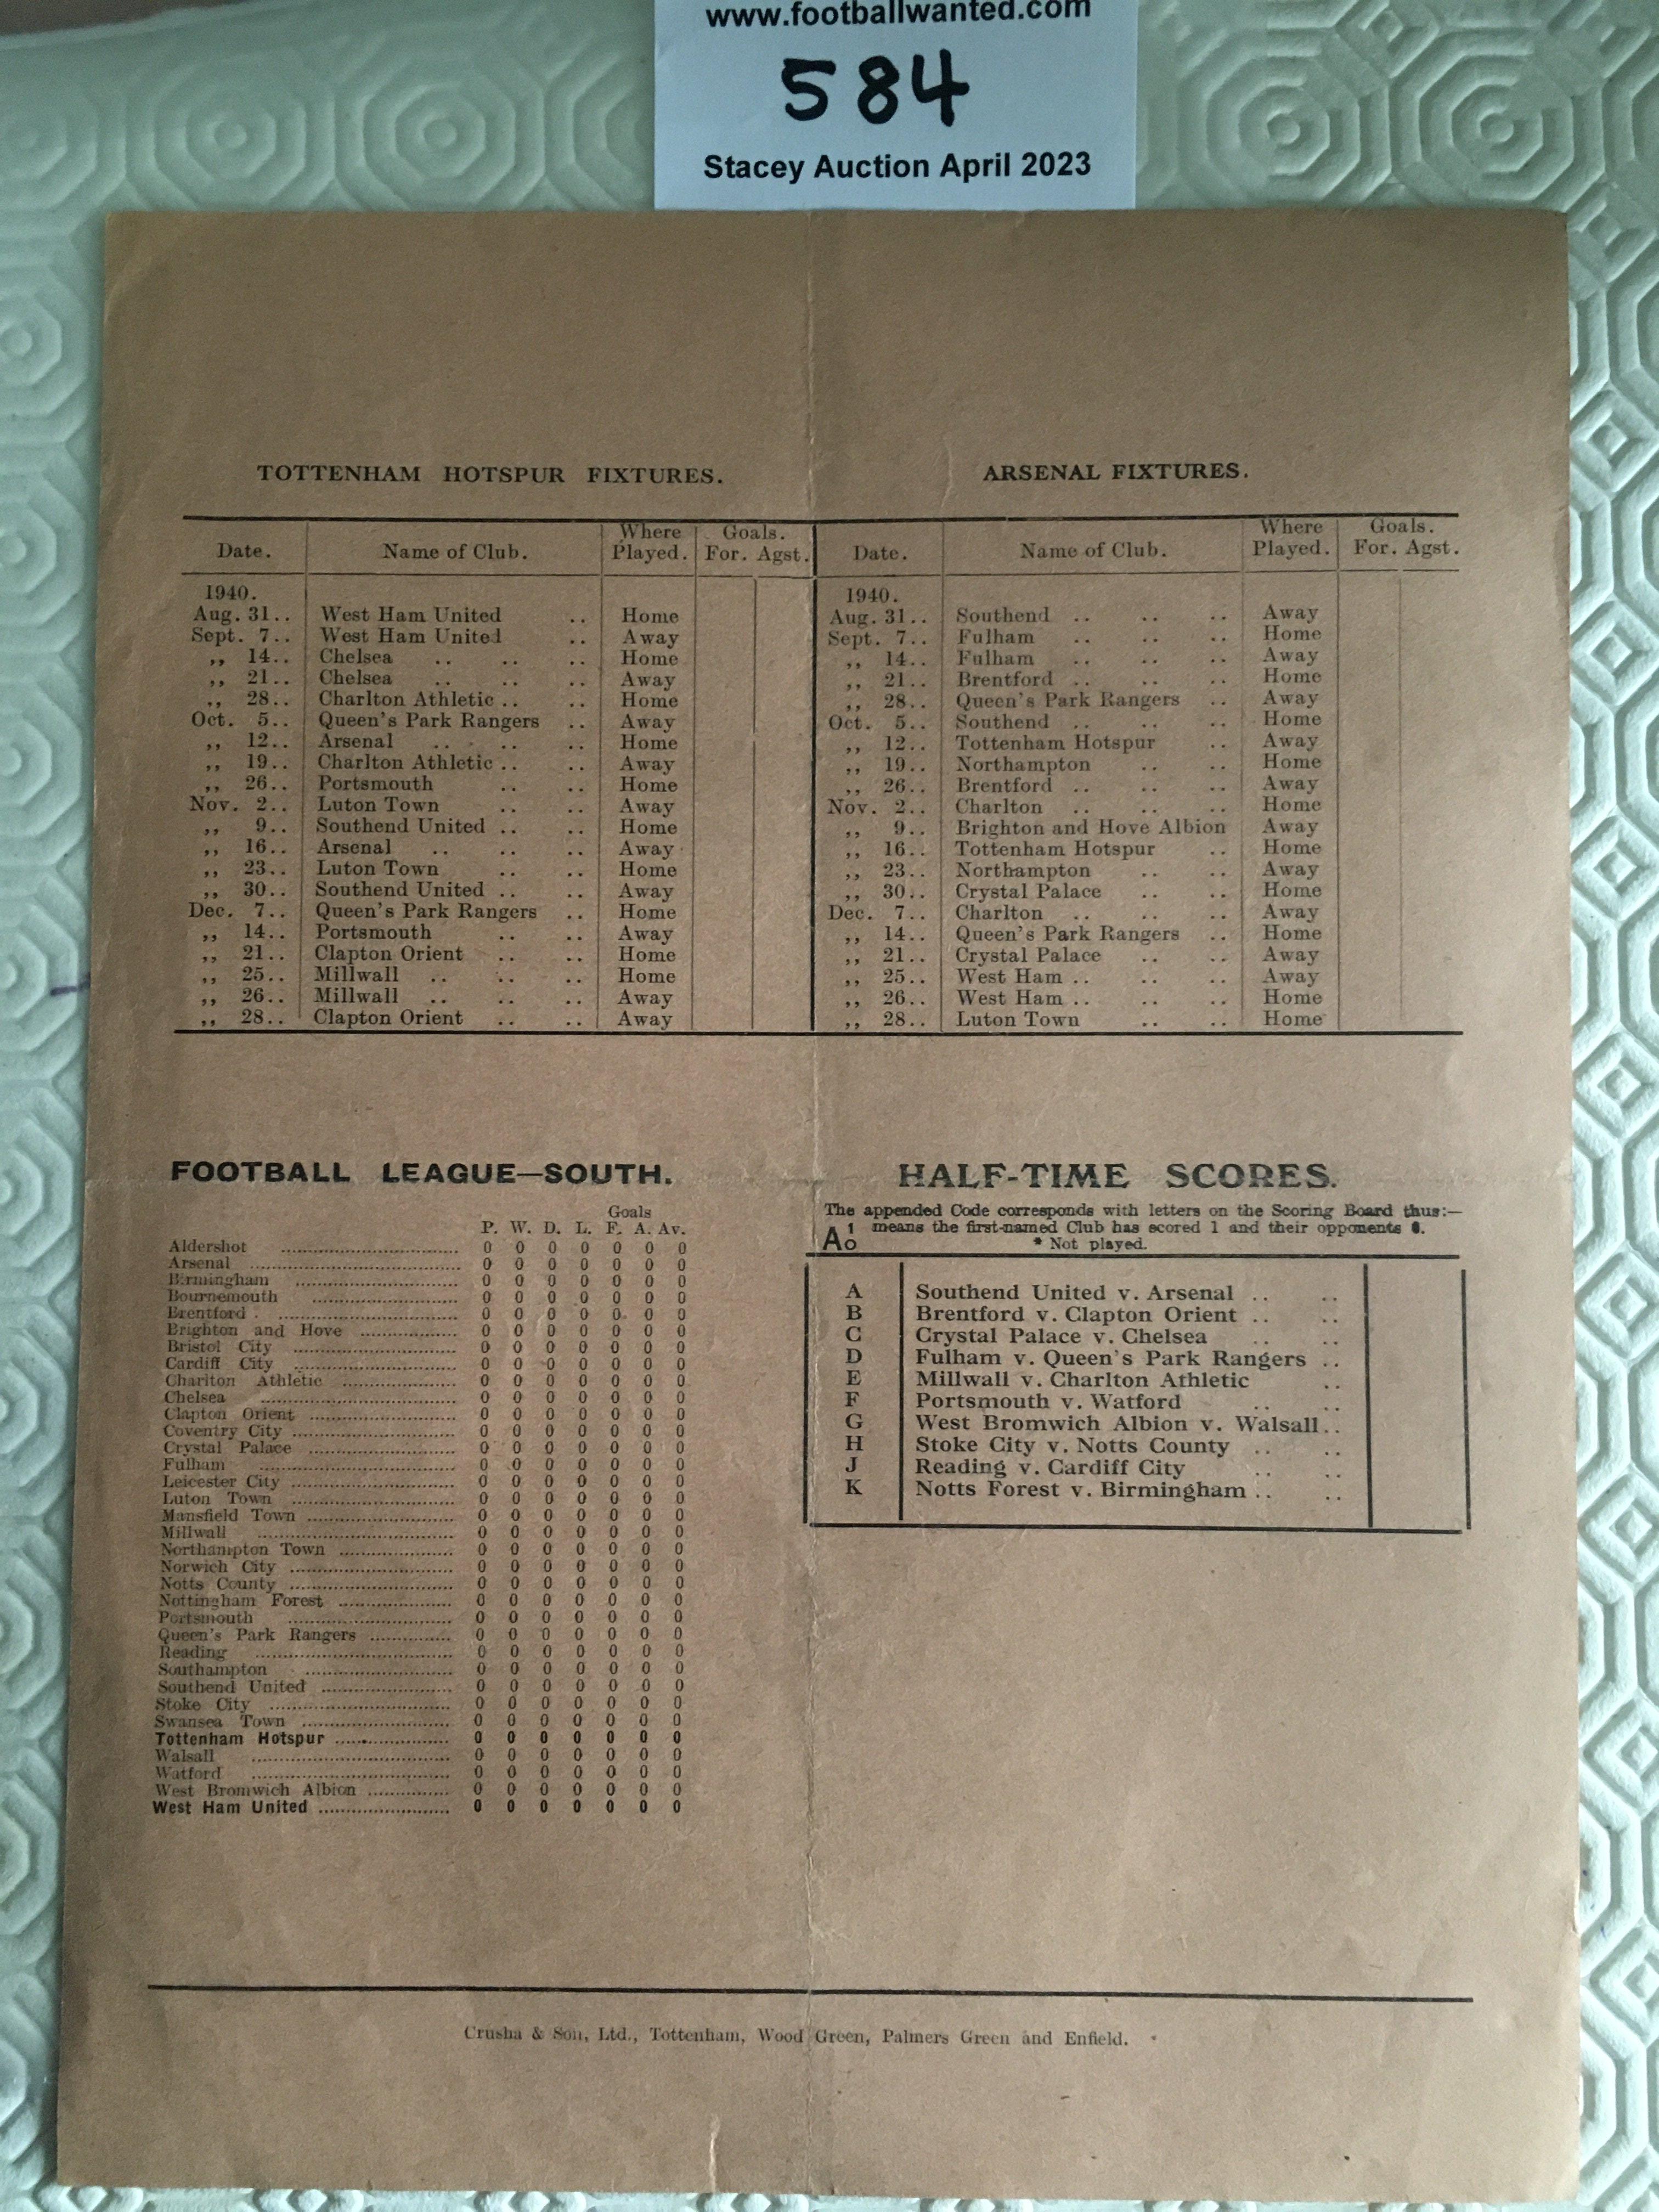 www.footballwanted.com
584
Stacey Auction April 2023
TOTTENHAM HOTSPUR FIXTURES.
Date. Name of Club. Where Played. Goals. For. Agst.
1940.
Aug. 31.. West Ham United .. Home
Sept. 7.. West Ham United .. Away
,, 14.. Chelsea .. .. .. Home
,, 21.. Chelsea .. .. .. Away
,, 28.. Charlton Athletic .. .. Home
Oct. 5.. Queen's Park Rangers .. Away
,, 12.. Arsenal .. .. .. Home
,, 19.. Charlton Athletic .. .. Away
,, 26.. Portsmouth .. .. Home
Nov. 2.. Luton Town .. .. Away
,, 9.. Southend United .. .. Home
,, 16.. Arsenal .. .. .. Away
,, 23.. Luton Town .. .. Home
,, 30.. Southend United .. .. Away
Dec. 7.. Queen's Park Rangers .. Home
,, 14.. Portsmouth .. .. Away
,, 21.. Clapton Orient .. .. Home
,, 25.. Millwall .. .. .. Home
,, 26.. Millwall .. .. .. Away
,, 28.. Clapton Orient .. .. Away
ARSENAL FIXTURES.
Date. Name of Club. Where Played. Goals. For. Agst.
1940.
Aug. 31.. Southend .. .. .. Away
Sept. 7.. Fulham .. .. .. Home
,, 14.. Fulham .. .. .. Away
,, 21.. Brentford .. .. .. Home
,, 28.. Queen's Park Rangers .. Away
Oct. 5.. Southend .. .. .. Home
,, 12.. Tottenham Hotspur .. Away
,, 19.. Northampton .. .. Home
,, 26.. Brentford .. .. .. Away
Nov. 2.. Charlton .. .. .. Home
,, 9.. Brighton and Hove Albion Away
,, 16.. Tottenham Hotspur .. Home
,, 23.. Northampton .. .. Away
,, 30.. Crystal Palace .. .. Home
Dec. 7.. Charlton .. .. .. Away
,, 14.. Queen's Park Rangers .. Home
,, 21.. Crystal Palace .. .. Away
,, 25.. West Ham .. .. .. Away
,, 26.. West Ham .. .. .. Home
,, 28.. Luton Town .. .. Home
FOOTBALL LEAGUE—SOUTH.
Goals
P. W. D. L. F. A. Av.
Aldershot 0 0 0 0 0 0 0
Arsenal 0 0 0 0 0 0 0
Birmingham 0 0 0 0 0 0 0
Bournemouth 0 0 0 0 0 0 0
Brentford 0 0 0 0 0 0 0
Brighton and Hove 0 0 0 0 0 0 0
Bristol City 0 0 0 0 0 0 0
Cardiff City 0 0 0 0 0 0 0
Charlton Athletic 0 0 0 0 0 0 0
Chelsea 0 0 0 0 0 0 0
Clapton Orient 0 0 0 0 0 0 0
Coventry City 0 0 0 0 0 0 0
Crystal Palace 0 0 0 0 0 0 0
Fulham 0 0 0 0 0 0 0
Leicester City 0 0 0 0 0 0 0
Luton Town 0 0 0 0 0 0 0
Mansfield Town 0 0 0 0 0 0 0
Millwall 0 0 0 0 0 0 0
Northampton Town 0 0 0 0 0 0 0
Norwich City 0 0 0 0 0 0 0
Notts County 0 0 0 0 0 0 0
Nottingham Forest 0 0 0 0 0 0 0
Portsmouth 0 0 0 0 0 0 0
Queen's Park Rangers 0 0 0 0 0 0 0
Reading 0 0 0 0 0 0 0
Southampton 0 0 0 0 0 0 0
Southend United 0 0 0 0 0 0 0
Stoke City 0 0 0 0 0 0 0
Swansea Town 0 0 0 0 0 0 0
Tottenham Hotspur 0 0 0 0 0 0 0
Walsall 0 0 0 0 0 0 0
Watford 0 0 0 0 0 0 0
West Bromwich Albion 0 0 0 0 0 0 0
West Ham United 0 0 0 0 0 0 0
HALF-TIME SCORES.
The appended Code corresponds with letters on the Scoring Board thus:—
A 1 0 means the first-named Club has scored 1 and their opponents 0.
* Not played.
A Southend United v. Arsenal .. ..
B Brentford v. Clapton Orient .. ..
C Crystal Palace v. Chelsea .. ..
D Fulham v. Queen's Park Rangers ..
E Millwall v. Charlton Athletic ..
F Portsmouth v. Watford .. ..
G West Bromwich Albion v. Walsall..
H Stoke City v. Notts County .. ..
J Reading v. Cardiff City .. ..
K Notts Forest v. Birmingham .. ..
Crusha & Son, Ltd., Tottenham, Wood Green, Palmers Green and Enfield.